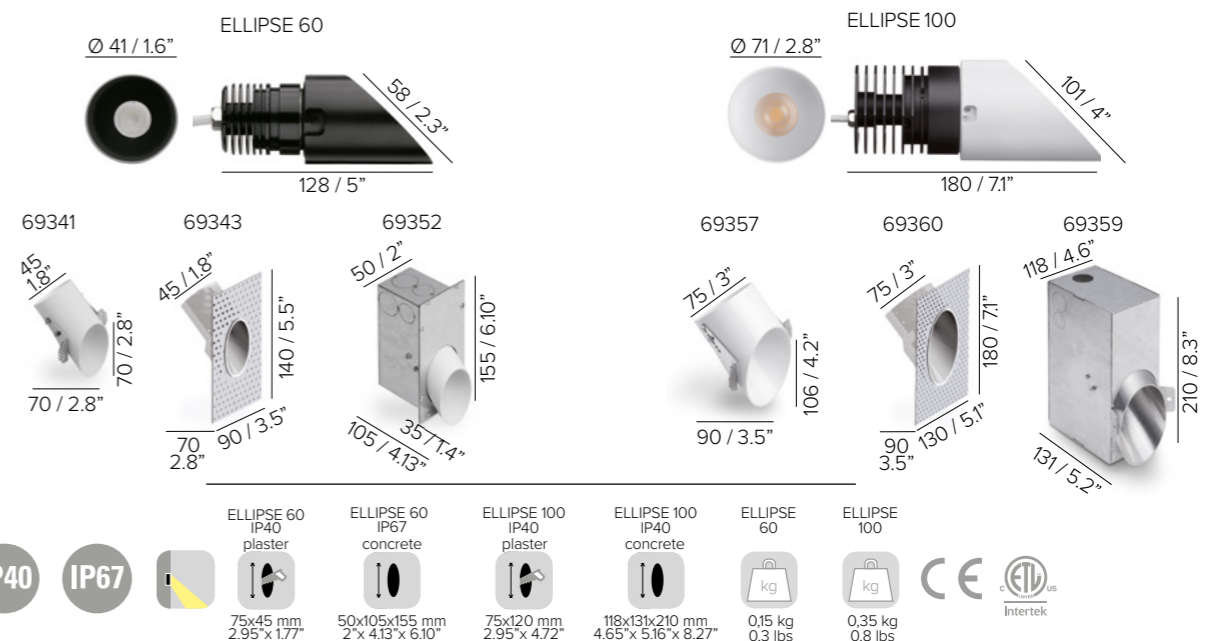 ELLIPSE 60
Ø 41 / 1.6”
58 / 2.3”
128 / 5”
ELLIPSE 100
Ø 71 / 2.8”
101 / 4”
180 / 7.1”
69341
45
1.8”
70 / 2.8”
70 / 2.8”
69343
45 / 1.8”
140 / 5.5”
70
2.8”
90 / 3.5”
69352
50 / 2”
155 / 6.10”
35 / 1.4”
105 / 4.13”
69357
75 / 3”
106 / 4.2”
90 / 3.5”
69360
75 / 3”
180 / 7.1”
90
3.5”
130 / 5.1”
69359
118 / 4.6”
210 / 8.3”
131 / 5.2”
P40
IP67
ELLIPSE 60
IP40
plaster
75x45 mm
2.95”x 1.77”
ELLIPSE 60
IP67
concrete
50x105x155 mm
2”x 4.13”x 6.10”
ELLIPSE 100
IP40
plaster
75x120 mm
2.95”x 4.72”
ELLIPSE 100
IP40
concrete
118x131x210 mm
4.65”x 5.16”x 8.27”
ELLIPSE
60
kg
0,15 kg
0.3 lbs
ELLIPSE
100
kg
0,35 kg
0.8 lbs
CE
c ETL us
LISTED
Intertek